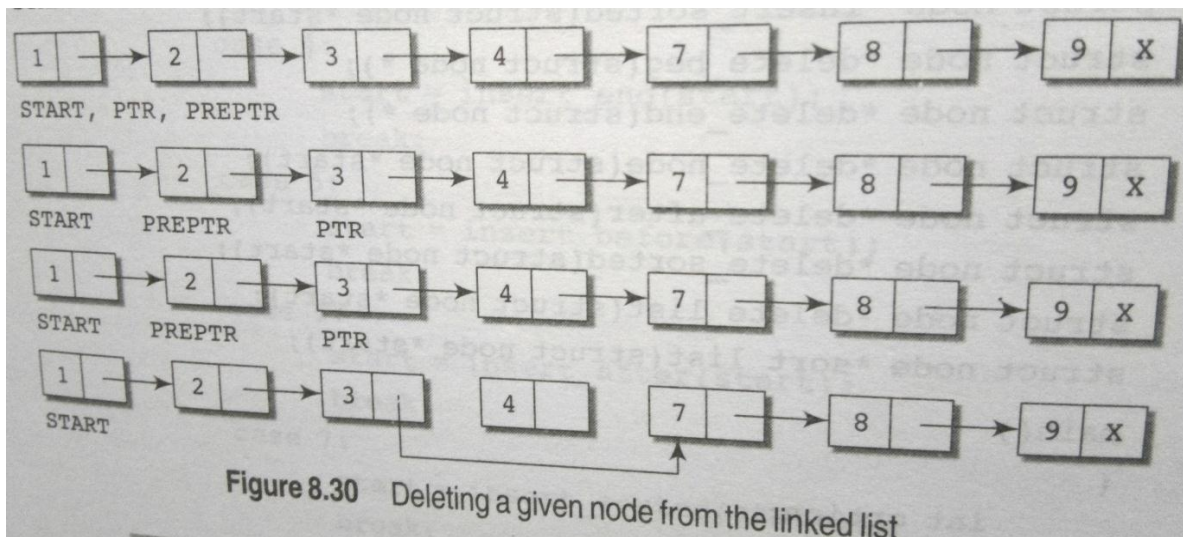 1 2 3 4 7 8 9 X
START, PTR, PREPTR
1 2 3 4 7 8 9 X
START PREPTR PTR
1 2 3 4 7 8 9 X
START PREPTR PTR
1 2 3 4 7 8 9 X
START
Figure 8.30 Deleting a given node from the linked list